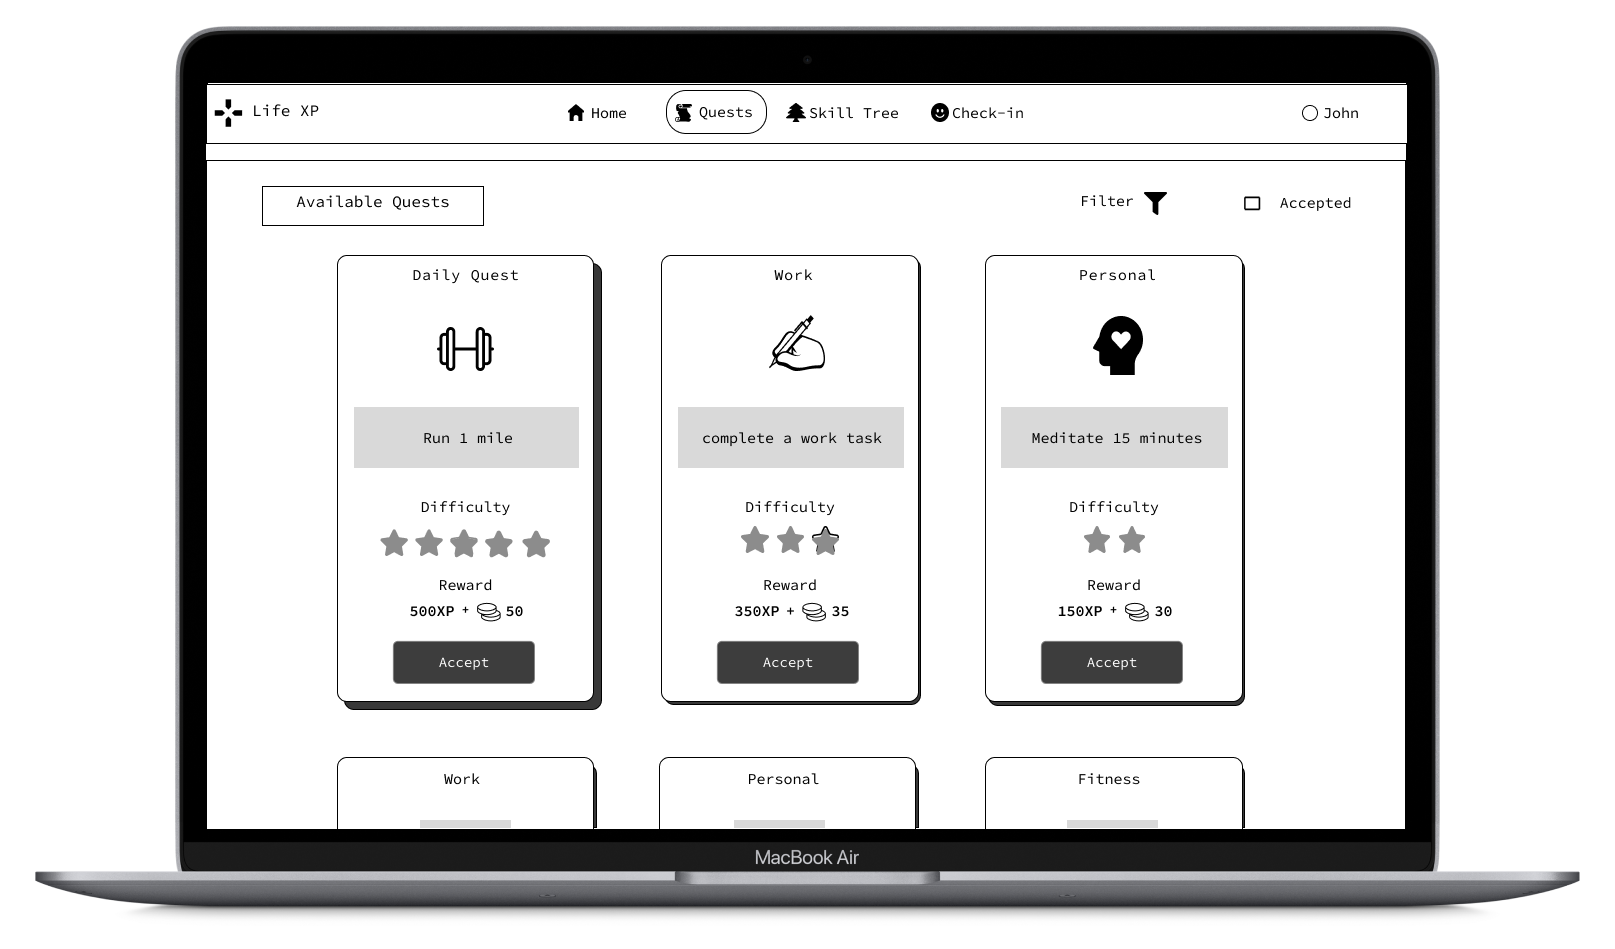 Life XP
Home
Quests
Skill Tree
Check-in
John
Available Quests
Filter
Accepted
Daily Quest
Run 1 mile
Difficulty
Reward
500XP + 50
Accept
Work
complete a work task
Difficulty
Reward
350XP + 35
Accept
Personal
Meditate 15 minutes
Difficulty
Reward
150XP + 30
Accept
Work
Personal
Fitness
MacBook Air